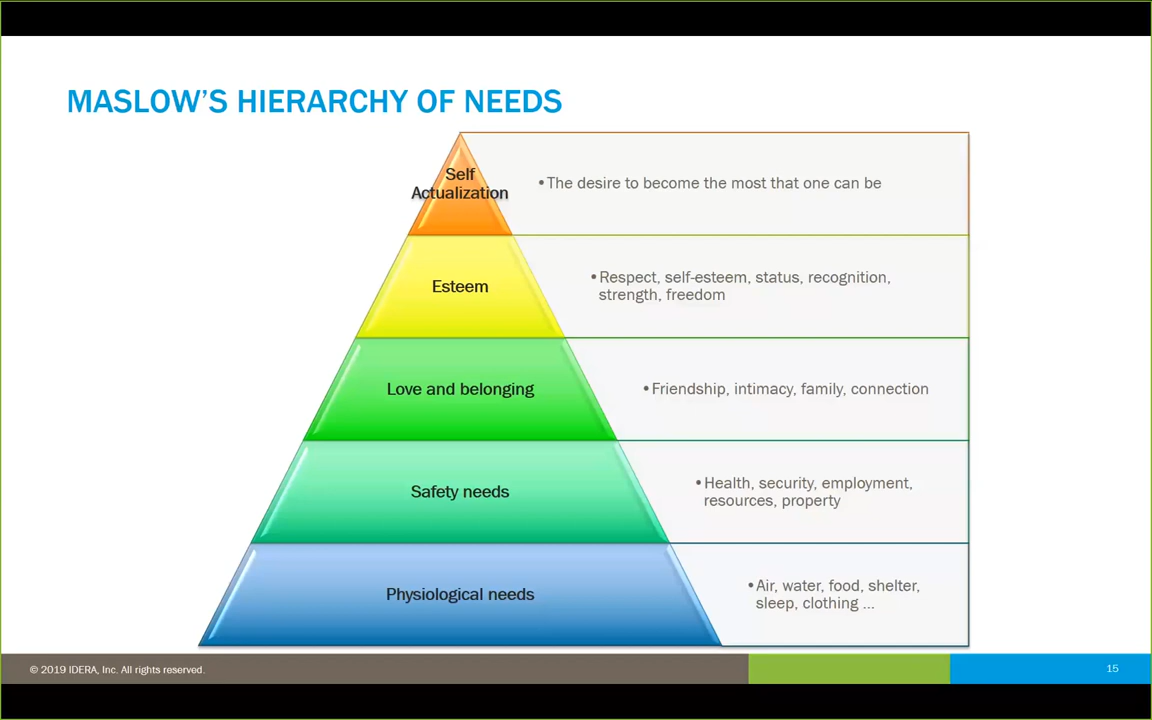 MASLOW'S HIERARCHY OF NEEDS
Self
Actualization
•The desire to become the most that one can be
Esteem
•Respect, self-esteem, status, recognition,
strength, freedom
Love and belonging
•Friendship, intimacy, family, connection
Safety needs
•Health, security, employment,
resources, property
Physiological needs
•Air, water, food, shelter,
sleep, clothing ...
© 2019 IDERA, Inc. All rights reserved.
15